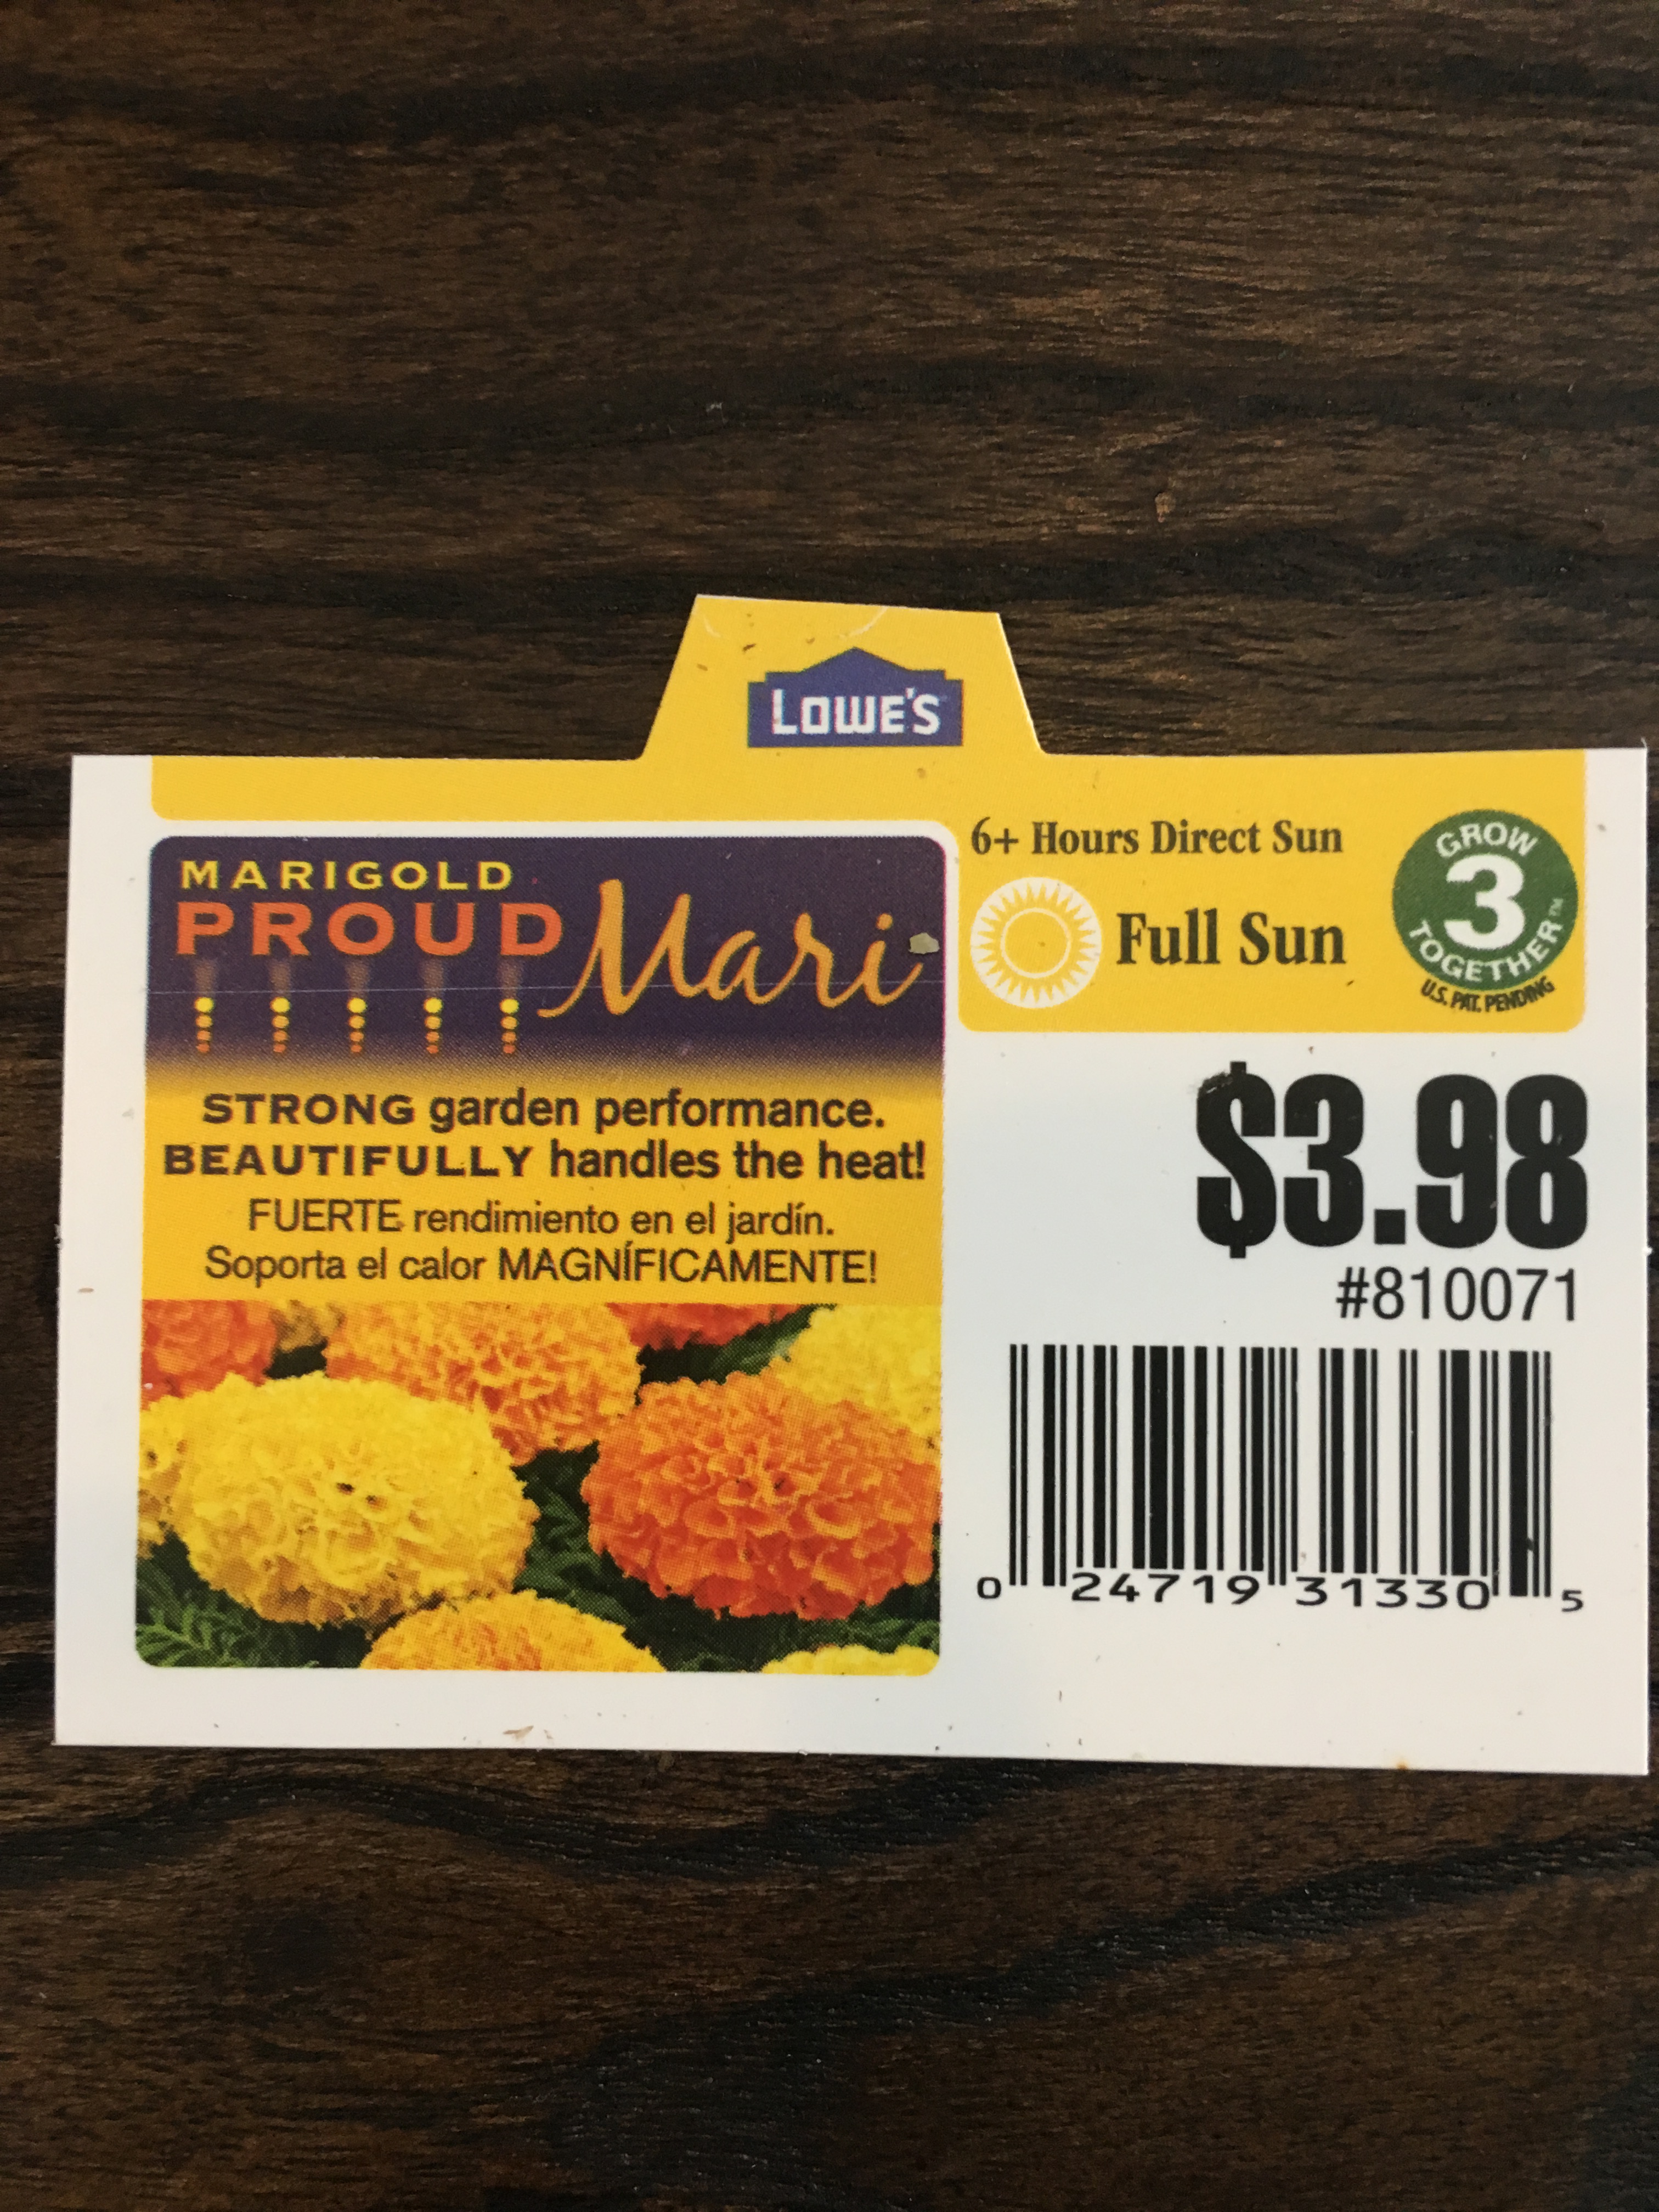 LOWE'S
MARIGOLD
PROUD Mari
STRONG garden performance.
BEAUTIFULLY handles the heat!
FUERTE rendimiento en el jardín.
Soporta el calor MAGNÍFICAMENTE!
6+ Hours Direct Sun
Full Sun
GROW
3
TOGETHER™
U.S. PAT. PENDING
$3.98
#810071
0 24719 31330 5